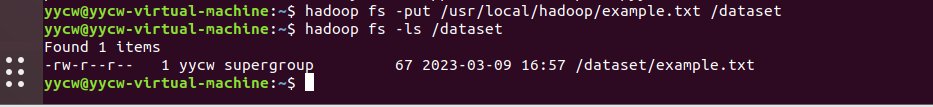 yycw@yycw-virtual-machine:~$ hadoop fs -put /usr/local/hadoop/example.txt /dataset
yycw@yycw-virtual-machine:~$ hadoop fs -ls /dataset
Found 1 items
-rw-r--r--   1 yycw supergroup         67 2023-03-09 16:57 /dataset/example.txt
yycw@yycw-virtual-machine:~$